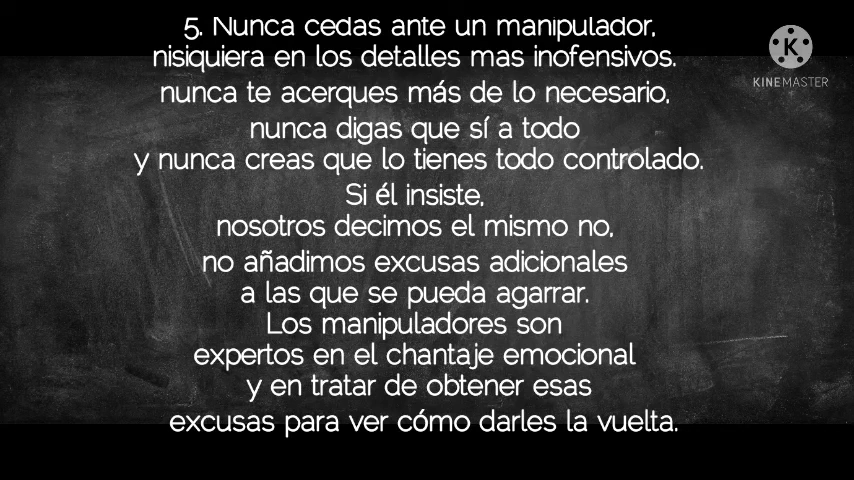 5. Nunca cedas ante un manipulador,
nisiquiera en los detalles mas inofensivos.
nunca te acerques más de lo necesario,
nunca digas que sí a todo
y nunca creas que lo tienes todo controlado.
Si él insiste,
nosotros decimos el mismo no,
no añadimos excusas adicionales
a las que se pueda agarrar.
Los manipuladores son
expertos en el chantaje emocional
y en tratar de obtener esas
excusas para ver cómo darles la vuelta.
K
KINEMASTER